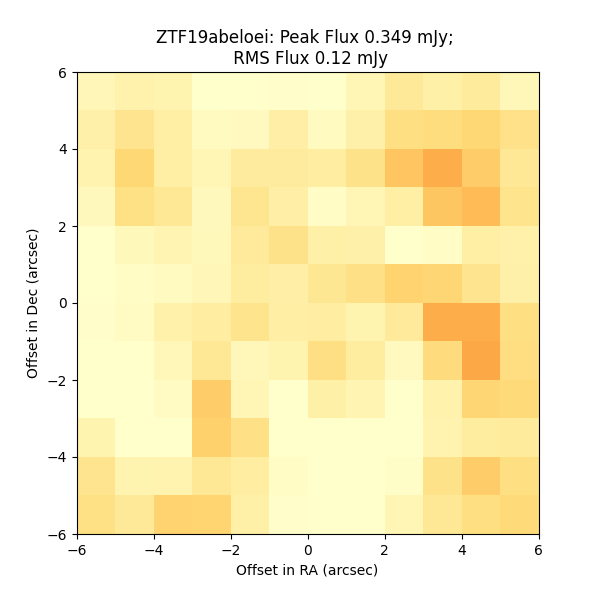 ZTF19abeloei: Peak Flux 0.349 mJy;
RMS Flux 0.12 mJy
6
4
2
0
−2
−4
−6
Offset in Dec (arcsec)
−6 −4 −2 0 2 4 6
Offset in RA (arcsec)